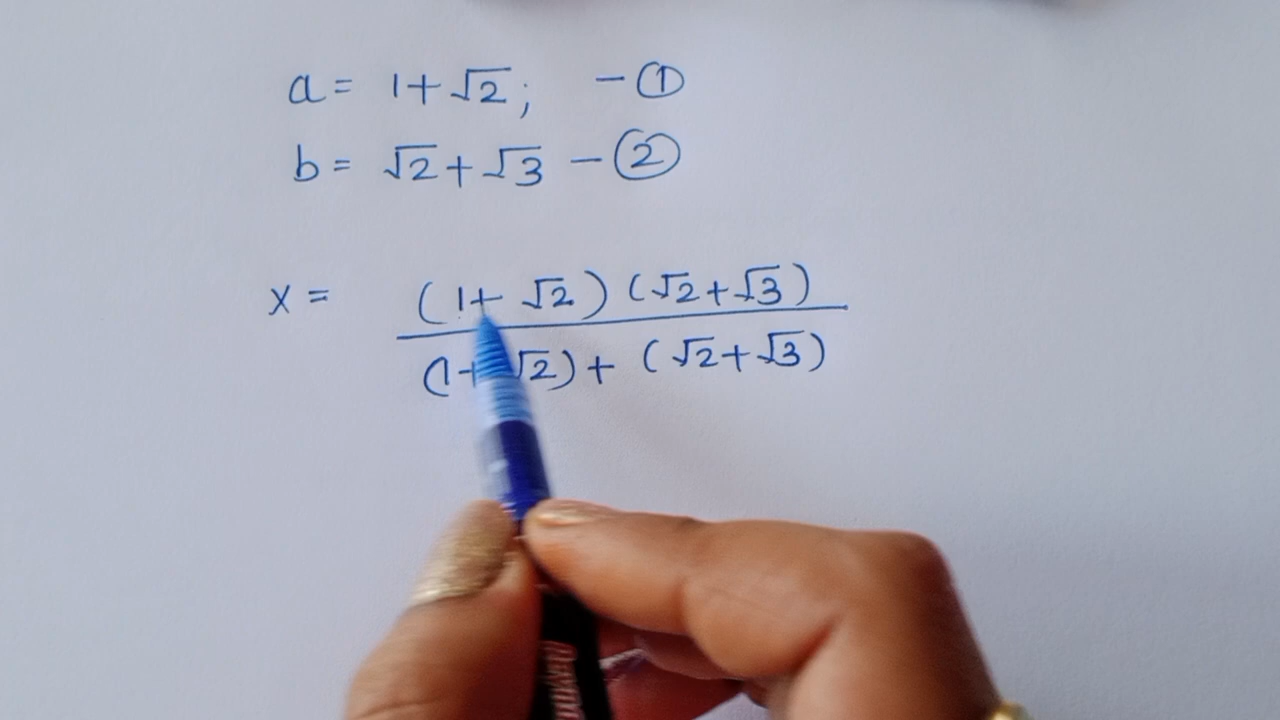 a = 1+√2; - ①
b = √2+√3 - ②
x = (1+ √2) (√2+√3)
(1+√2) + (√2+√3)